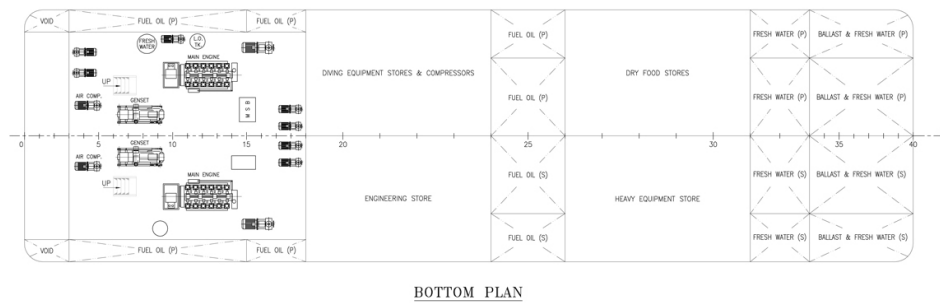 VOID
FUEL OIL (P)
FUEL OIL (P)
FRESH WATER
L.O. TK.
MAIN ENGINE
UP
AIR COMP.
GENSET
DIVING EQUIPMENT STORES & COMPRESSORS
FUEL OIL (P)
FUEL OIL (P)
DRY FOOD STORES
FRESH WATER (P)
BALLAST & FRESH WATER (P)
FRESH WATER (P)
BALLAST & FRESH WATER (P)
0 5 10 15 20 25 30 35 40
GENSET
AIR COMP.
MAIN ENGINE
UP
ENGINEERING STORE
FUEL OIL (S)
FUEL OIL (S)
HEAVY EQUIPMENT STORE
FRESH WATER (S)
BALLAST & FRESH WATER (S)
FRESH WATER (S)
BALLAST & FRESH WATER (S)
VOID
FUEL OIL (P)
FUEL OIL (P)
BOTTOM PLAN